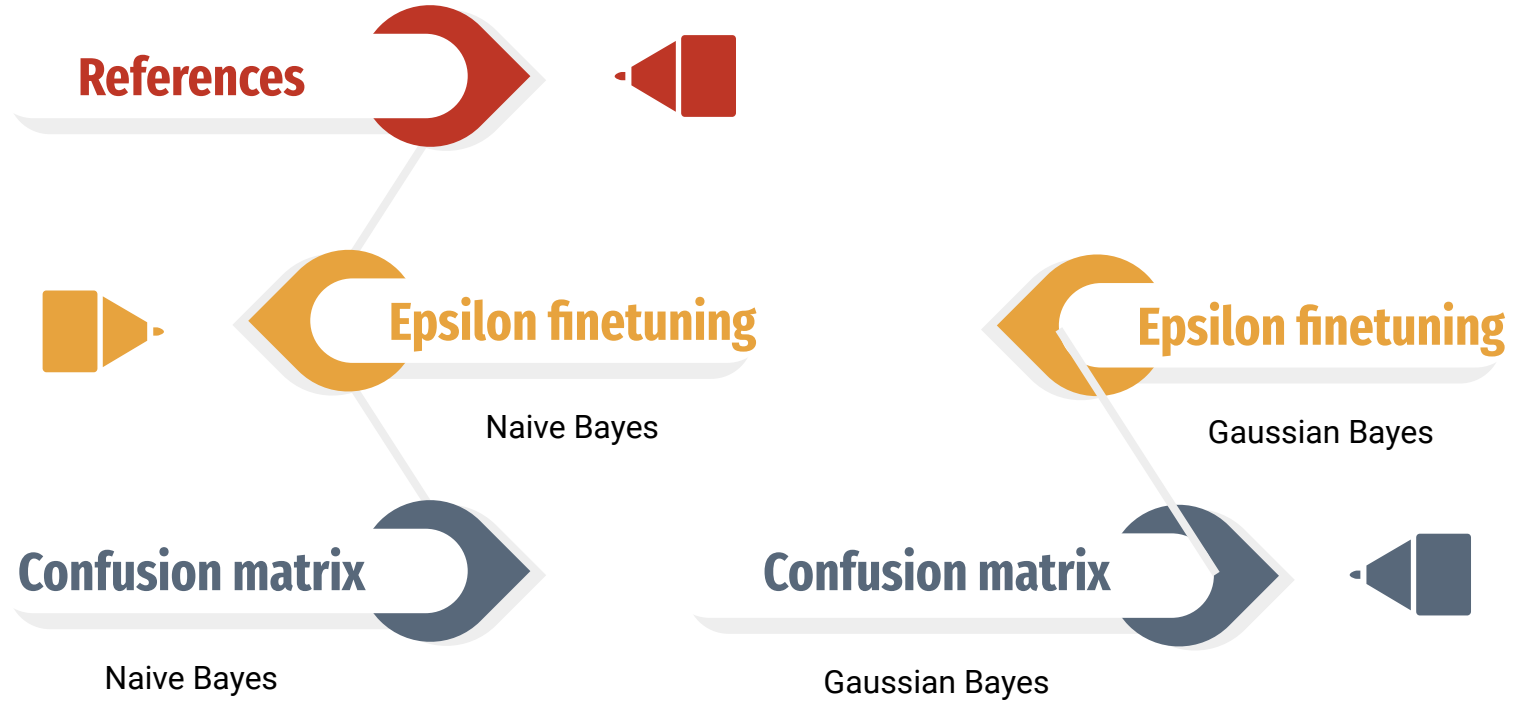 References
Epsilon finetuning
Naive Bayes
Epsilon finetuning
Gaussian Bayes
Confusion matrix
Naive Bayes
Confusion matrix
Gaussian Bayes